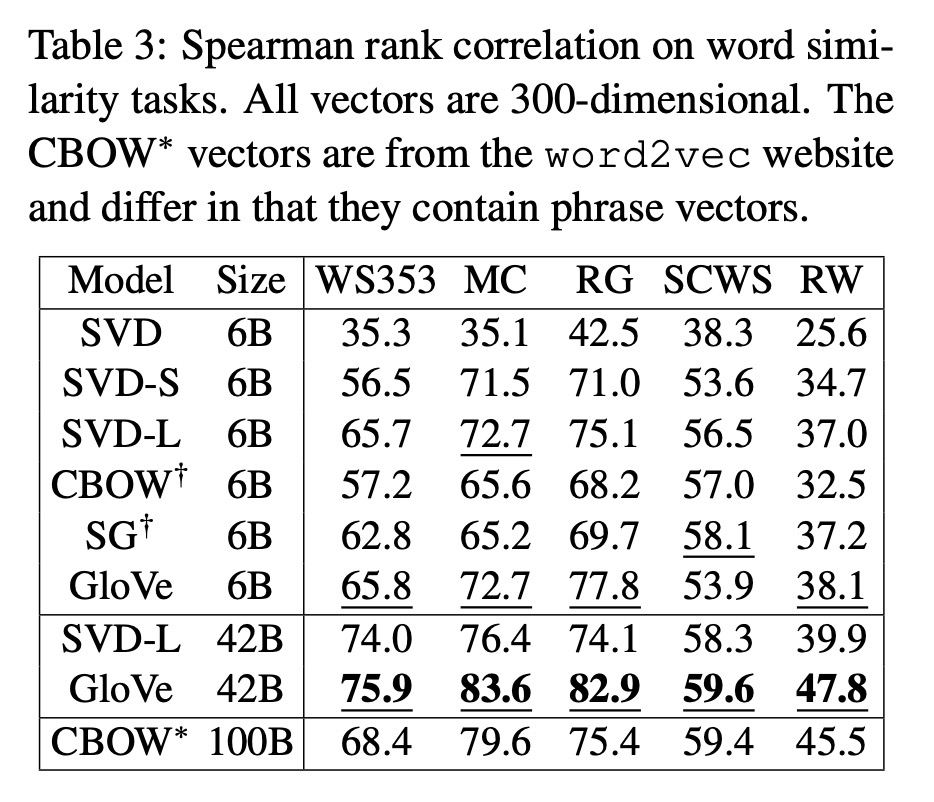 Table 3: Spearman rank correlation on word simi-
larity tasks. All vectors are 300-dimensional. The
CBOW* vectors are from the word2vec website
and differ in that they contain phrase vectors.
Model Size WS353 MC RG SCWS RW
SVD 6B 35.3 35.1 42.5 38.3 25.6
SVD-S 6B 56.5 71.5 71.0 53.6 34.7
SVD-L 6B 65.7 72.7 75.1 56.5 37.0
CBOW† 6B 57.2 65.6 68.2 57.0 32.5
SG† 6B 62.8 65.2 69.7 58.1 37.2
GloVe 6B 65.8 72.7 77.8 53.9 38.1
SVD-L 42B 74.0 76.4 74.1 58.3 39.9
GloVe 42B 75.9 83.6 82.9 59.6 47.8
CBOW* 100B 68.4 79.6 75.4 59.4 45.5